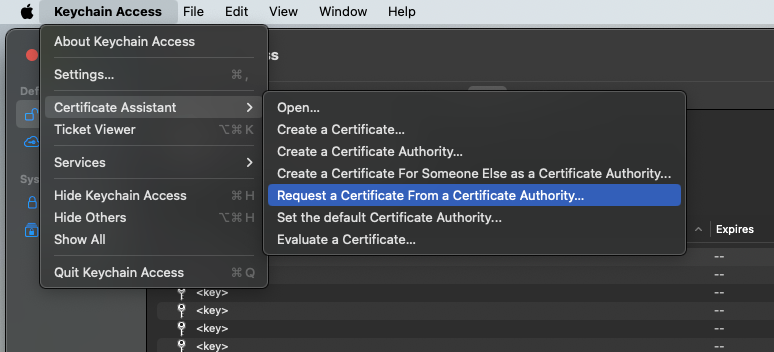 Keychain Access File Edit View Window Help
About Keychain Access
Settings... ⌘ ,
Certificate Assistant >
Ticket Viewer ⌥⌘ K
Services >
Hide Keychain Access ⌘ H
Hide Others ⌥⌘ H
Show All
Quit Keychain Access ⌘ Q
Open...
Create a Certificate...
Create a Certificate Authority...
Create a Certificate For Someone Else as a Certificate Authority...
Request a Certificate From a Certificate Authority...
Set the default Certificate Authority...
Evaluate a Certificate...
Expires
--
--
<key> --
<key> --
<key> --
<key> --